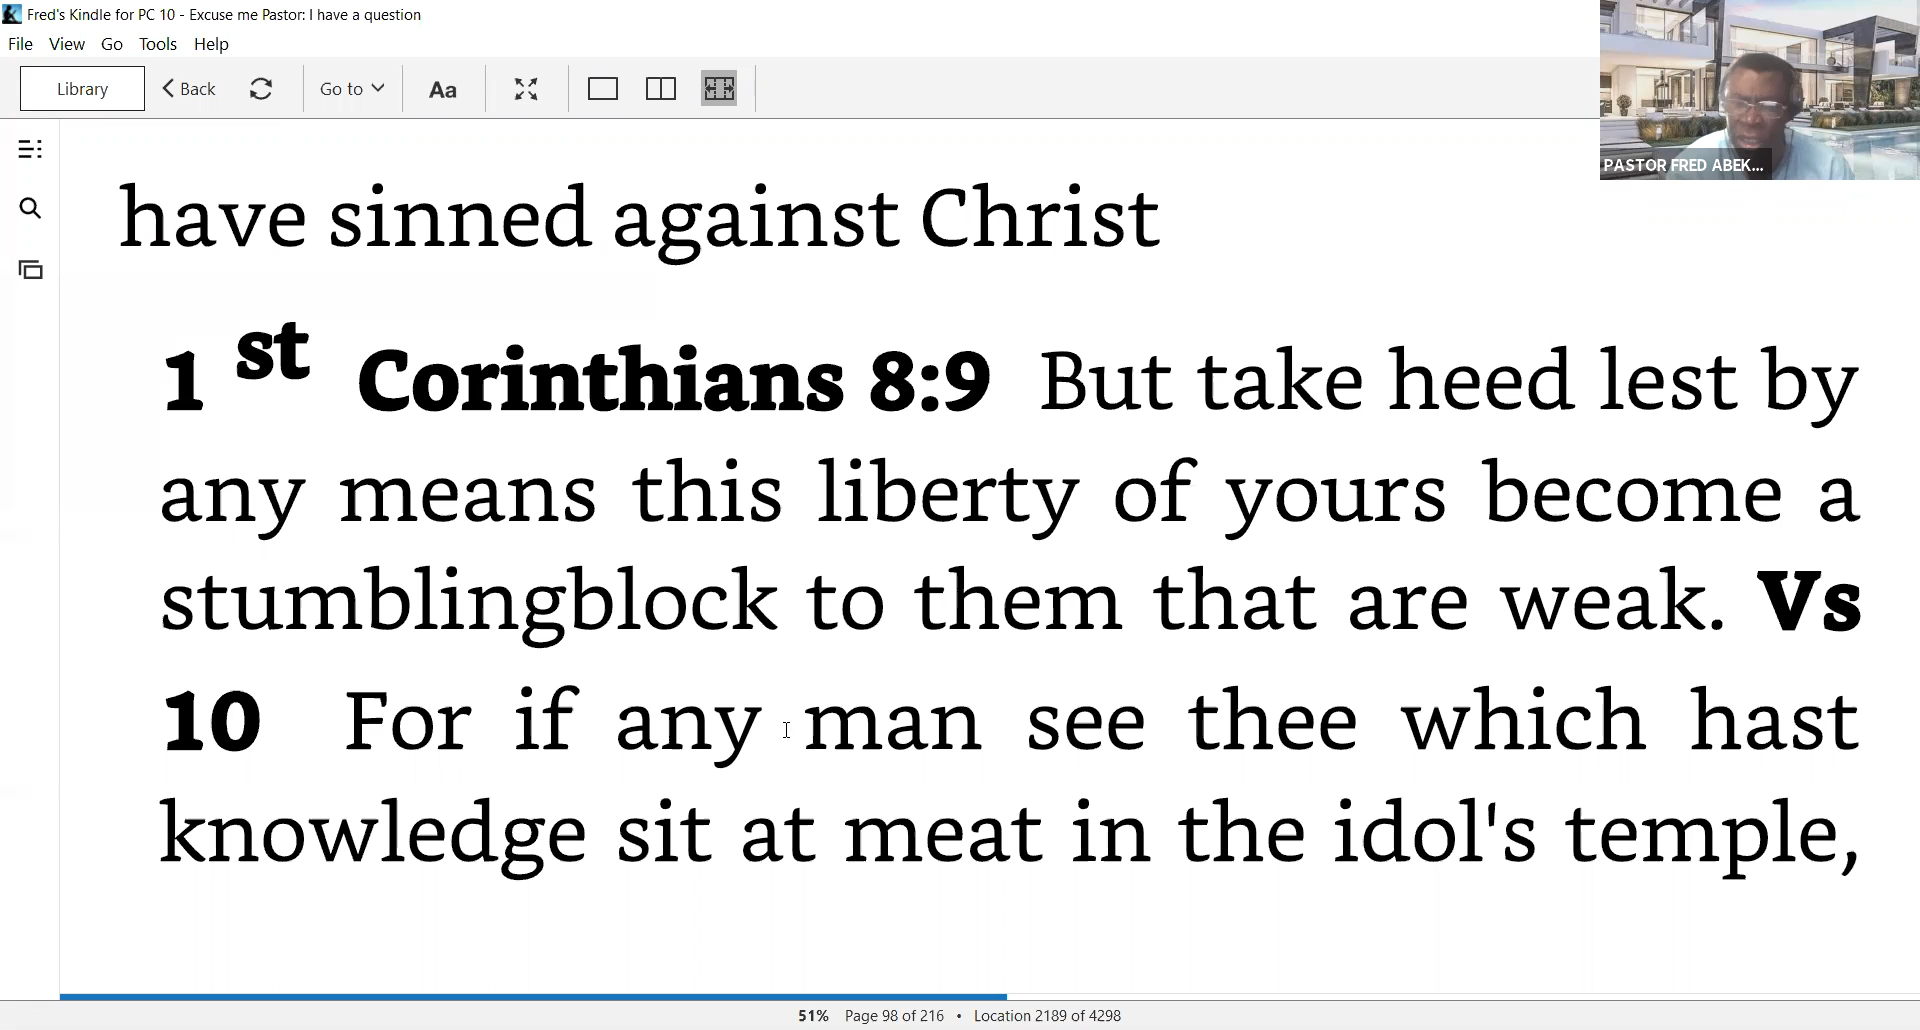 Fred's Kindle for PC 10 - Excuse me Pastor: I have a question
File View Go Tools Help
Library Back Go to Aa
PASTOR FRED ABEK...
have sinned against Christ
1 st Corinthians 8:9 But take heed lest by
any means this liberty of yours become a
stumblingblock to them that are weak. Vs
10 For if any man see thee which hast
knowledge sit at meat in the idol's temple,
51% Page 98 of 216 • Location 2189 of 4298